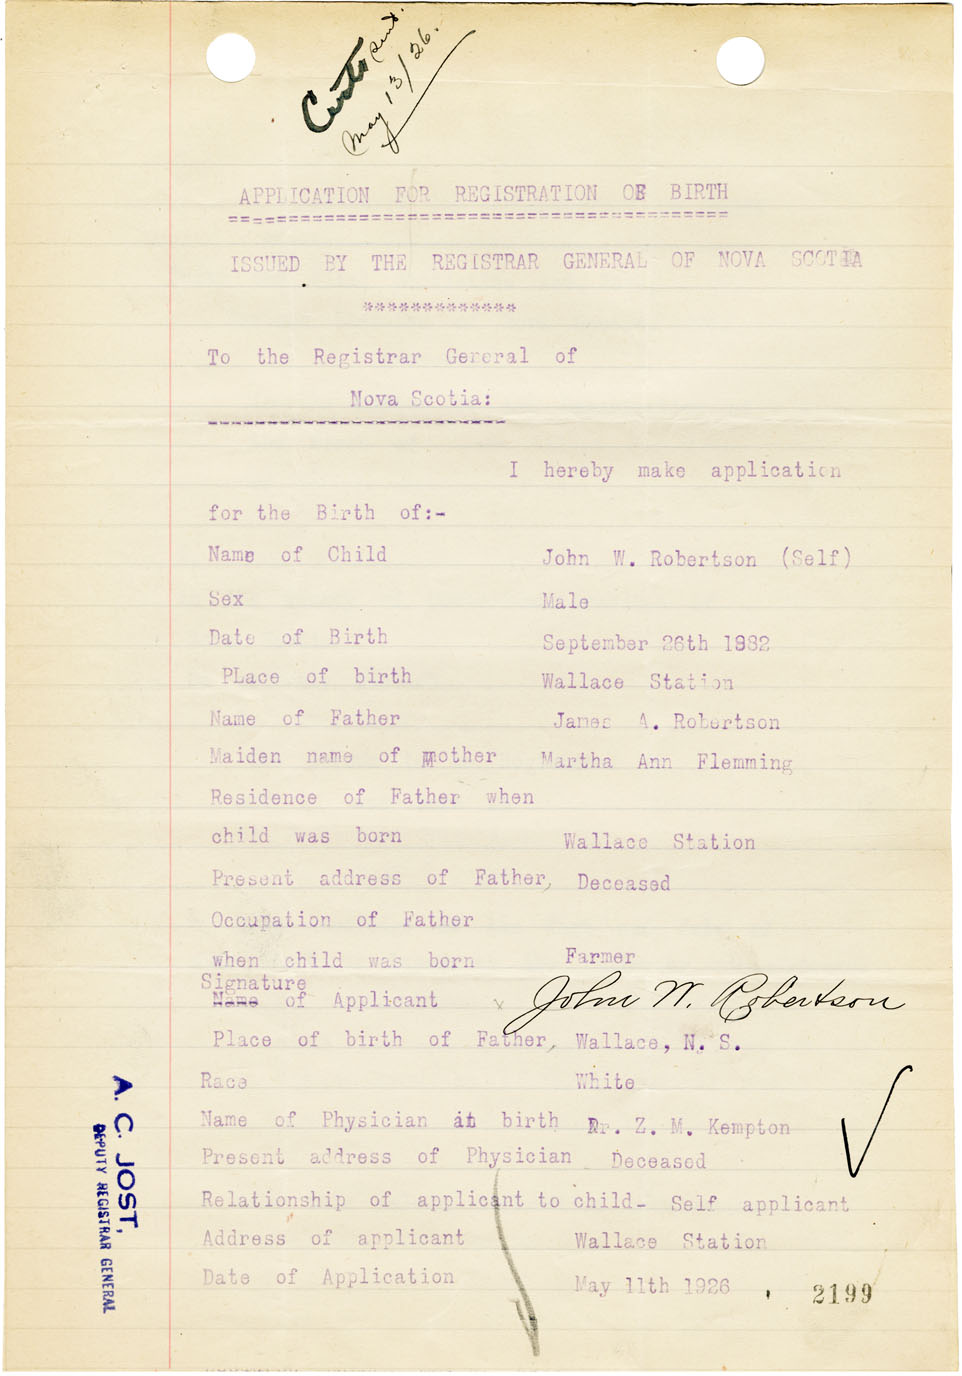 Certs sent.
May 13/26.
APPLICATION FOR REGISTRATION OF BIRTH
ISSUED BY THE REGISTRAR GENERAL OF NOVA SCOTIA
*************
To the Registrar General of
Nova Scotia:
I hereby make application
for the Birth of:-
Name of Child John W. Robertson (Self)
Sex Male
Date of Birth September 26th 1882
PLace of birth Wallace Station
Name of Father James A. Robertson
Maiden name of mother Martha Ann Flemming
Residence of Father when
child was born Wallace Station
Present address of Father, Deceased
Occupation of Father
when child was born Farmer
Signature
Name of Applicant John W. Robertson
Place of birth of Father, Wallace, N. S.
Race White
Name of Physician at birth Dr. Z. M. Kempton
Present address of Physician Deceased
Relationship of applicant to child- Self applicant
Address of applicant Wallace Station
Date of Application May 11th 1926
2199
A. C. JOST,
DEPUTY REGISTRAR GENERAL